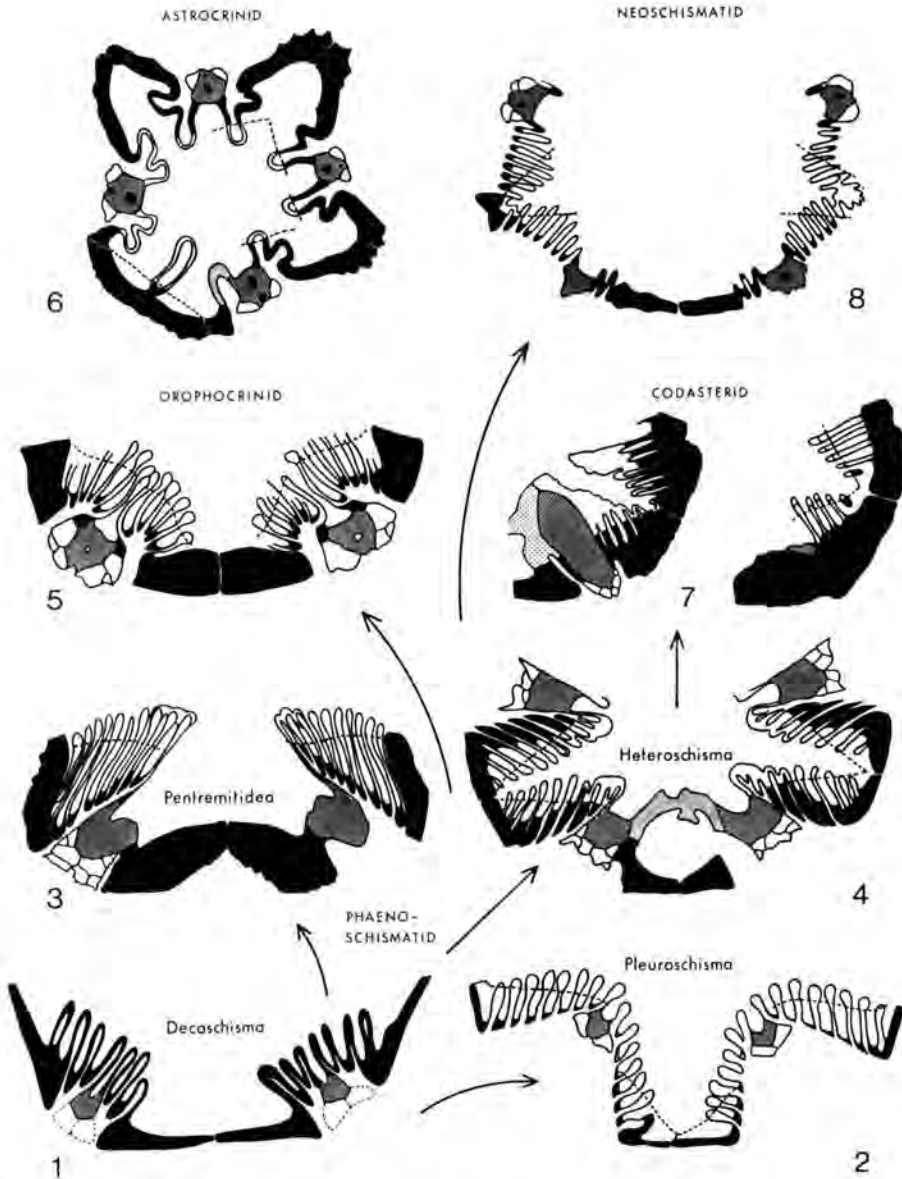 ASTROCRINID
NEOSCHISMATID
6
8
OROPHOCRINID
CODASTERID
5
7
Pentremitidea
Heteroschisma
3
4
PHAENO-
SCHISMATID
Decaschisma
Pleuroschisma
1
2